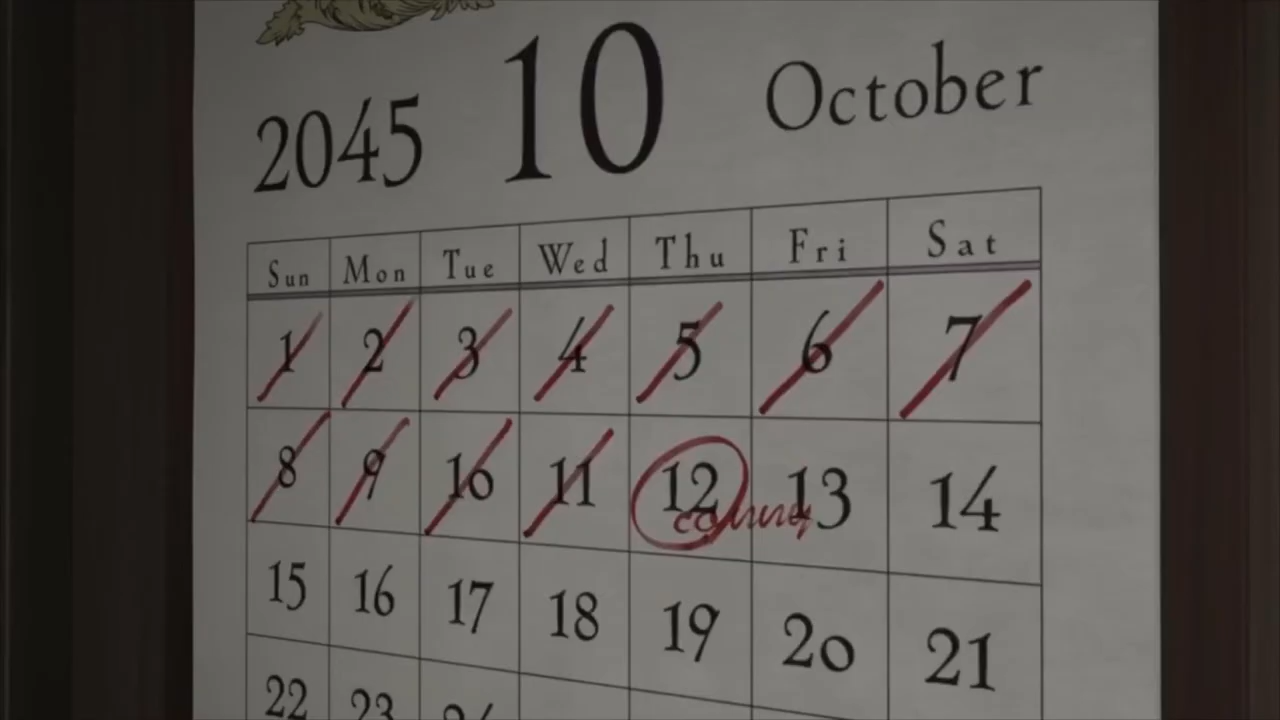 2045 10 October
Sun Mon Tue Wed Thu Fri Sat
1 2 3 4 5 6 7
8 9 10 11 12 13 14
15 16 17 18 19 20 21
22 23